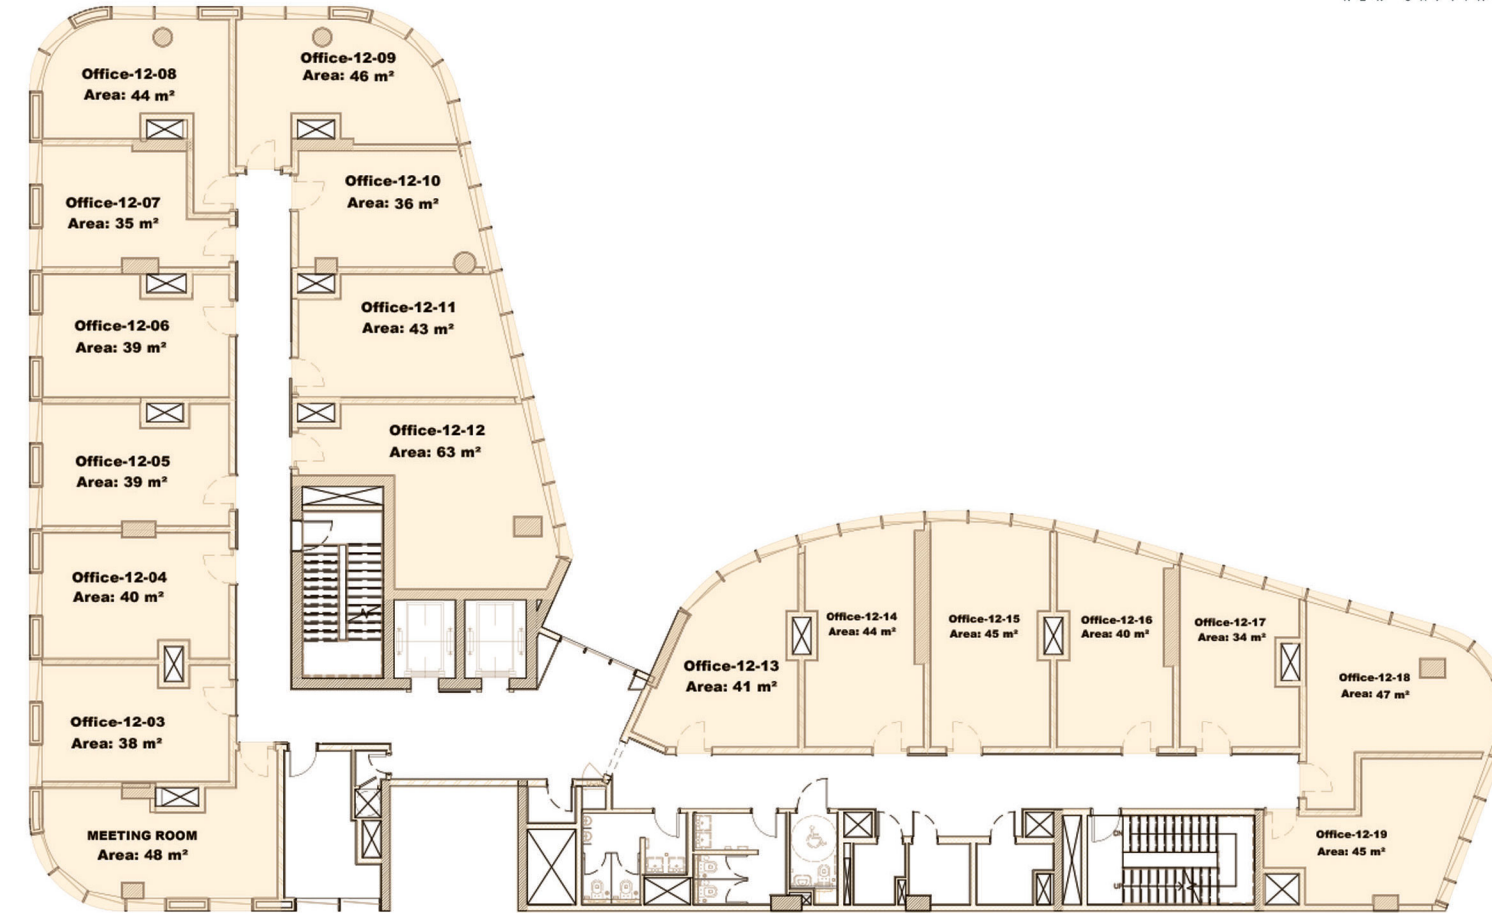 Office-12-08
Area: 44 m²
Office-12-09
Area: 46 m²
Office-12-07
Area: 35 m²
Office-12-10
Area: 36 m²
Office-12-06
Area: 39 m²
Office-12-11
Area: 43 m²
Office-12-05
Area: 39 m²
Office-12-12
Area: 63 m²
Office-12-04
Area: 40 m²
Office-12-03
Area: 38 m²
MEETING ROOM
Area: 48 m²
Office-12-13
Area: 41 m²
Office-12-14
Area: 44 m²
Office-12-15
Area: 45 m²
Office-12-16
Area: 40 m²
Office-12-17
Area: 34 m²
Office-12-18
Area: 47 m²
Office-12-19
Area: 45 m²